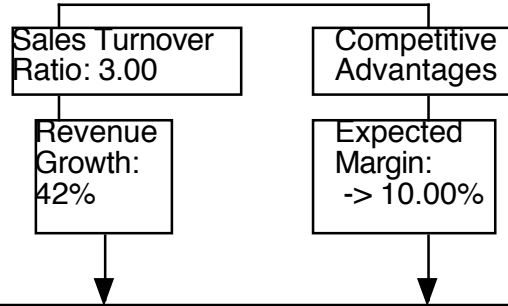 Sales Turnover
Ratio: 3.00
Competitive
Advantages
Revenue
Growth:
42%
Expected
Margin:
-> 10.00%